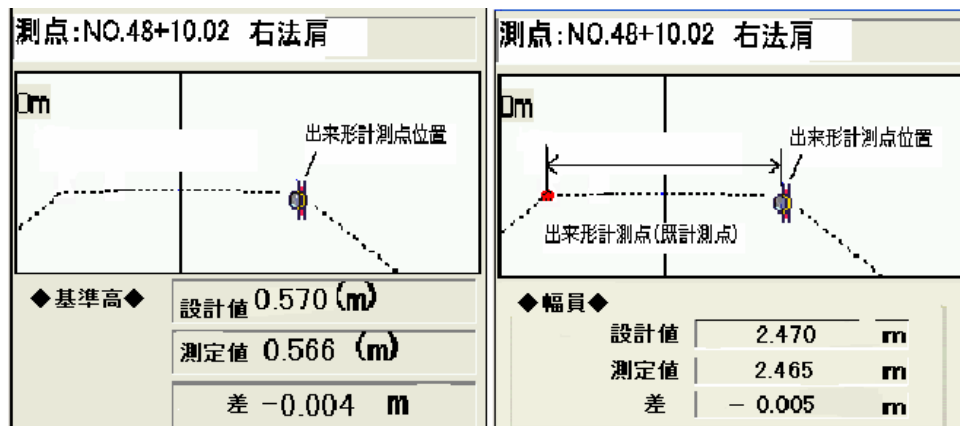 測点:NO.48+10.02 右法肩
0m
出来形計測点位置
◆基準高◆
設計値 0.570 (m)
測定値 0.566 (m)
差 -0.004 m
測点:NO.48+10.02 右法肩
0m
出来形計測点位置
出来形計測点(既計測点)
◆幅員◆
設計値 2.470 m
測定値 2.465 m
差 - 0.005 m